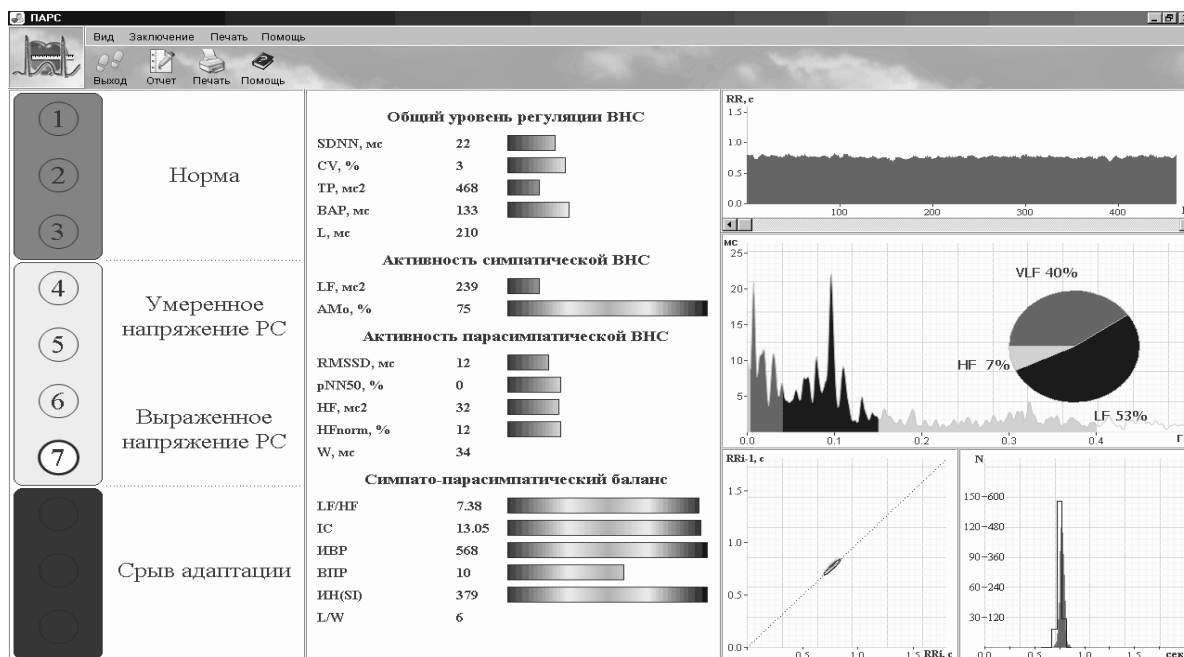 ПАРС
Вид Заключение Печать Помощь
Выход Отчет Печать Помощь
1
2
3
Норма
4
5
6
7
Умеренное
напряжение РС
Выраженное
напряжение РС
Срыв адаптации
Общий уровень регуляции ВНС
SDNN, мс 22
CV, % 3
TP, мс2 468
ВАР, мс 133
L, мс 210
Активность симпатической ВНС
LF, мс2 239
АМо, % 75
Активность парасимпатической ВНС
RMSSD, мс 12
pNN50, % 0
HF, мс2 32
HFnorm, % 12
W, мс 34
Симпато-парасимпатический баланс
LF/HF 7.38
IC 13.05
ИВР 568
ВПР 10
ИН(SI) 379
L/W 6
RR, с
1.5
1.0
0.5
0.0
100 200 300 400
мс
25
20
15
10
5
0.0 0.1 0.2 0.3 0.4
VLF 40%
HF 7%
LF 53%
RRi-1, с
1.5
1.0
0.5
0.0
0.5 1.0 RRi, с
N
150-600
120-480
90-360
60-240
30-120
0.0 0.5 1.0 сек